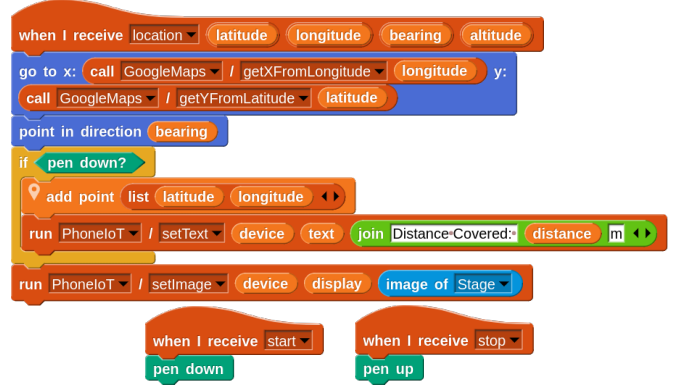 when I receive location latitude longitude bearing altitude
go to x: call GoogleMaps / getXFromLongitude longitude y:
call GoogleMaps / getYFromLatitude latitude
point in direction bearing
if pen down?
add point list latitude longitude
run PhoneIoT / setText device text join Distance Covered: distance m
run PhoneIoT / setImage device display image of Stage
when I receive start
pen down
when I receive stop
pen up